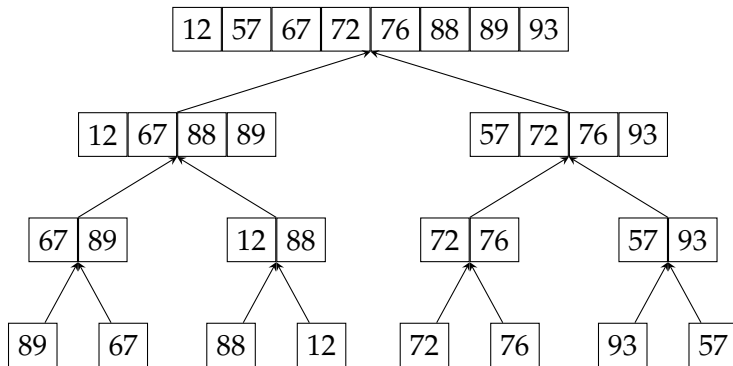 12 57 67 72 76 88 89 93
12 67 88 89 57 72 76 93
67 89 12 88 72 76 57 93
89 67 88 12 72 76 93 57